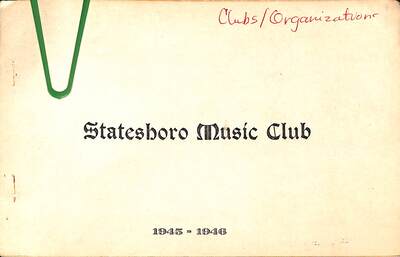 Clubs/Organizations
Statesboro Music Club
1945 - 1946